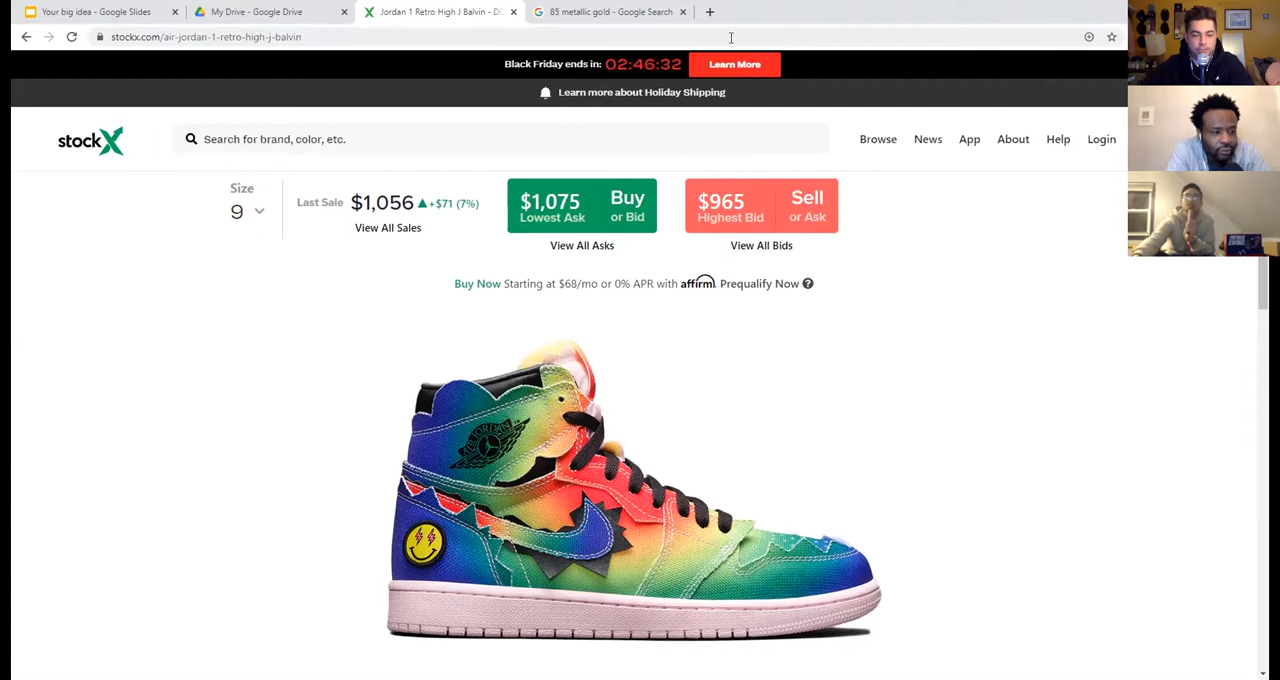 Your big idea - Google Slides
My Drive - Google Drive
Jordan 1 Retro High J Balvin - DO
85 metallic gold - Google Search
stockx.com/air-jordan-1-retro-high-j-balvin
Black Friday ends in: 02:46:32 Learn More
Learn more about Holiday Shipping
stockX
Search for brand, color, etc.
Browse News App About Help Login
Size
9
Last Sale $1,056 ▲+$71 (7%)
View All Sales
$1,075 Buy
Lowest Ask or Bid
View All Asks
$965 Sell
Highest Bid or Ask
View All Bids
Buy Now Starting at $68/mo or 0% APR with affirm. Prequalify Now ?
AIR JORDAN